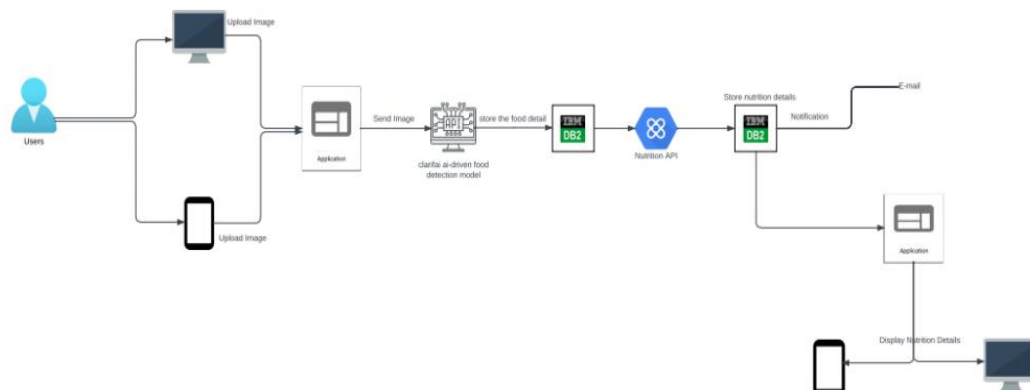 Upload Image
Users
Application
Send Image
API
clarifai ai-driven food
detection model
store the food detail
IBM
DB2
Nutrition API
Store nutrition details
IBM
DB2
Notification
E-mail
Upload Image
Application
Display Nutrition Details